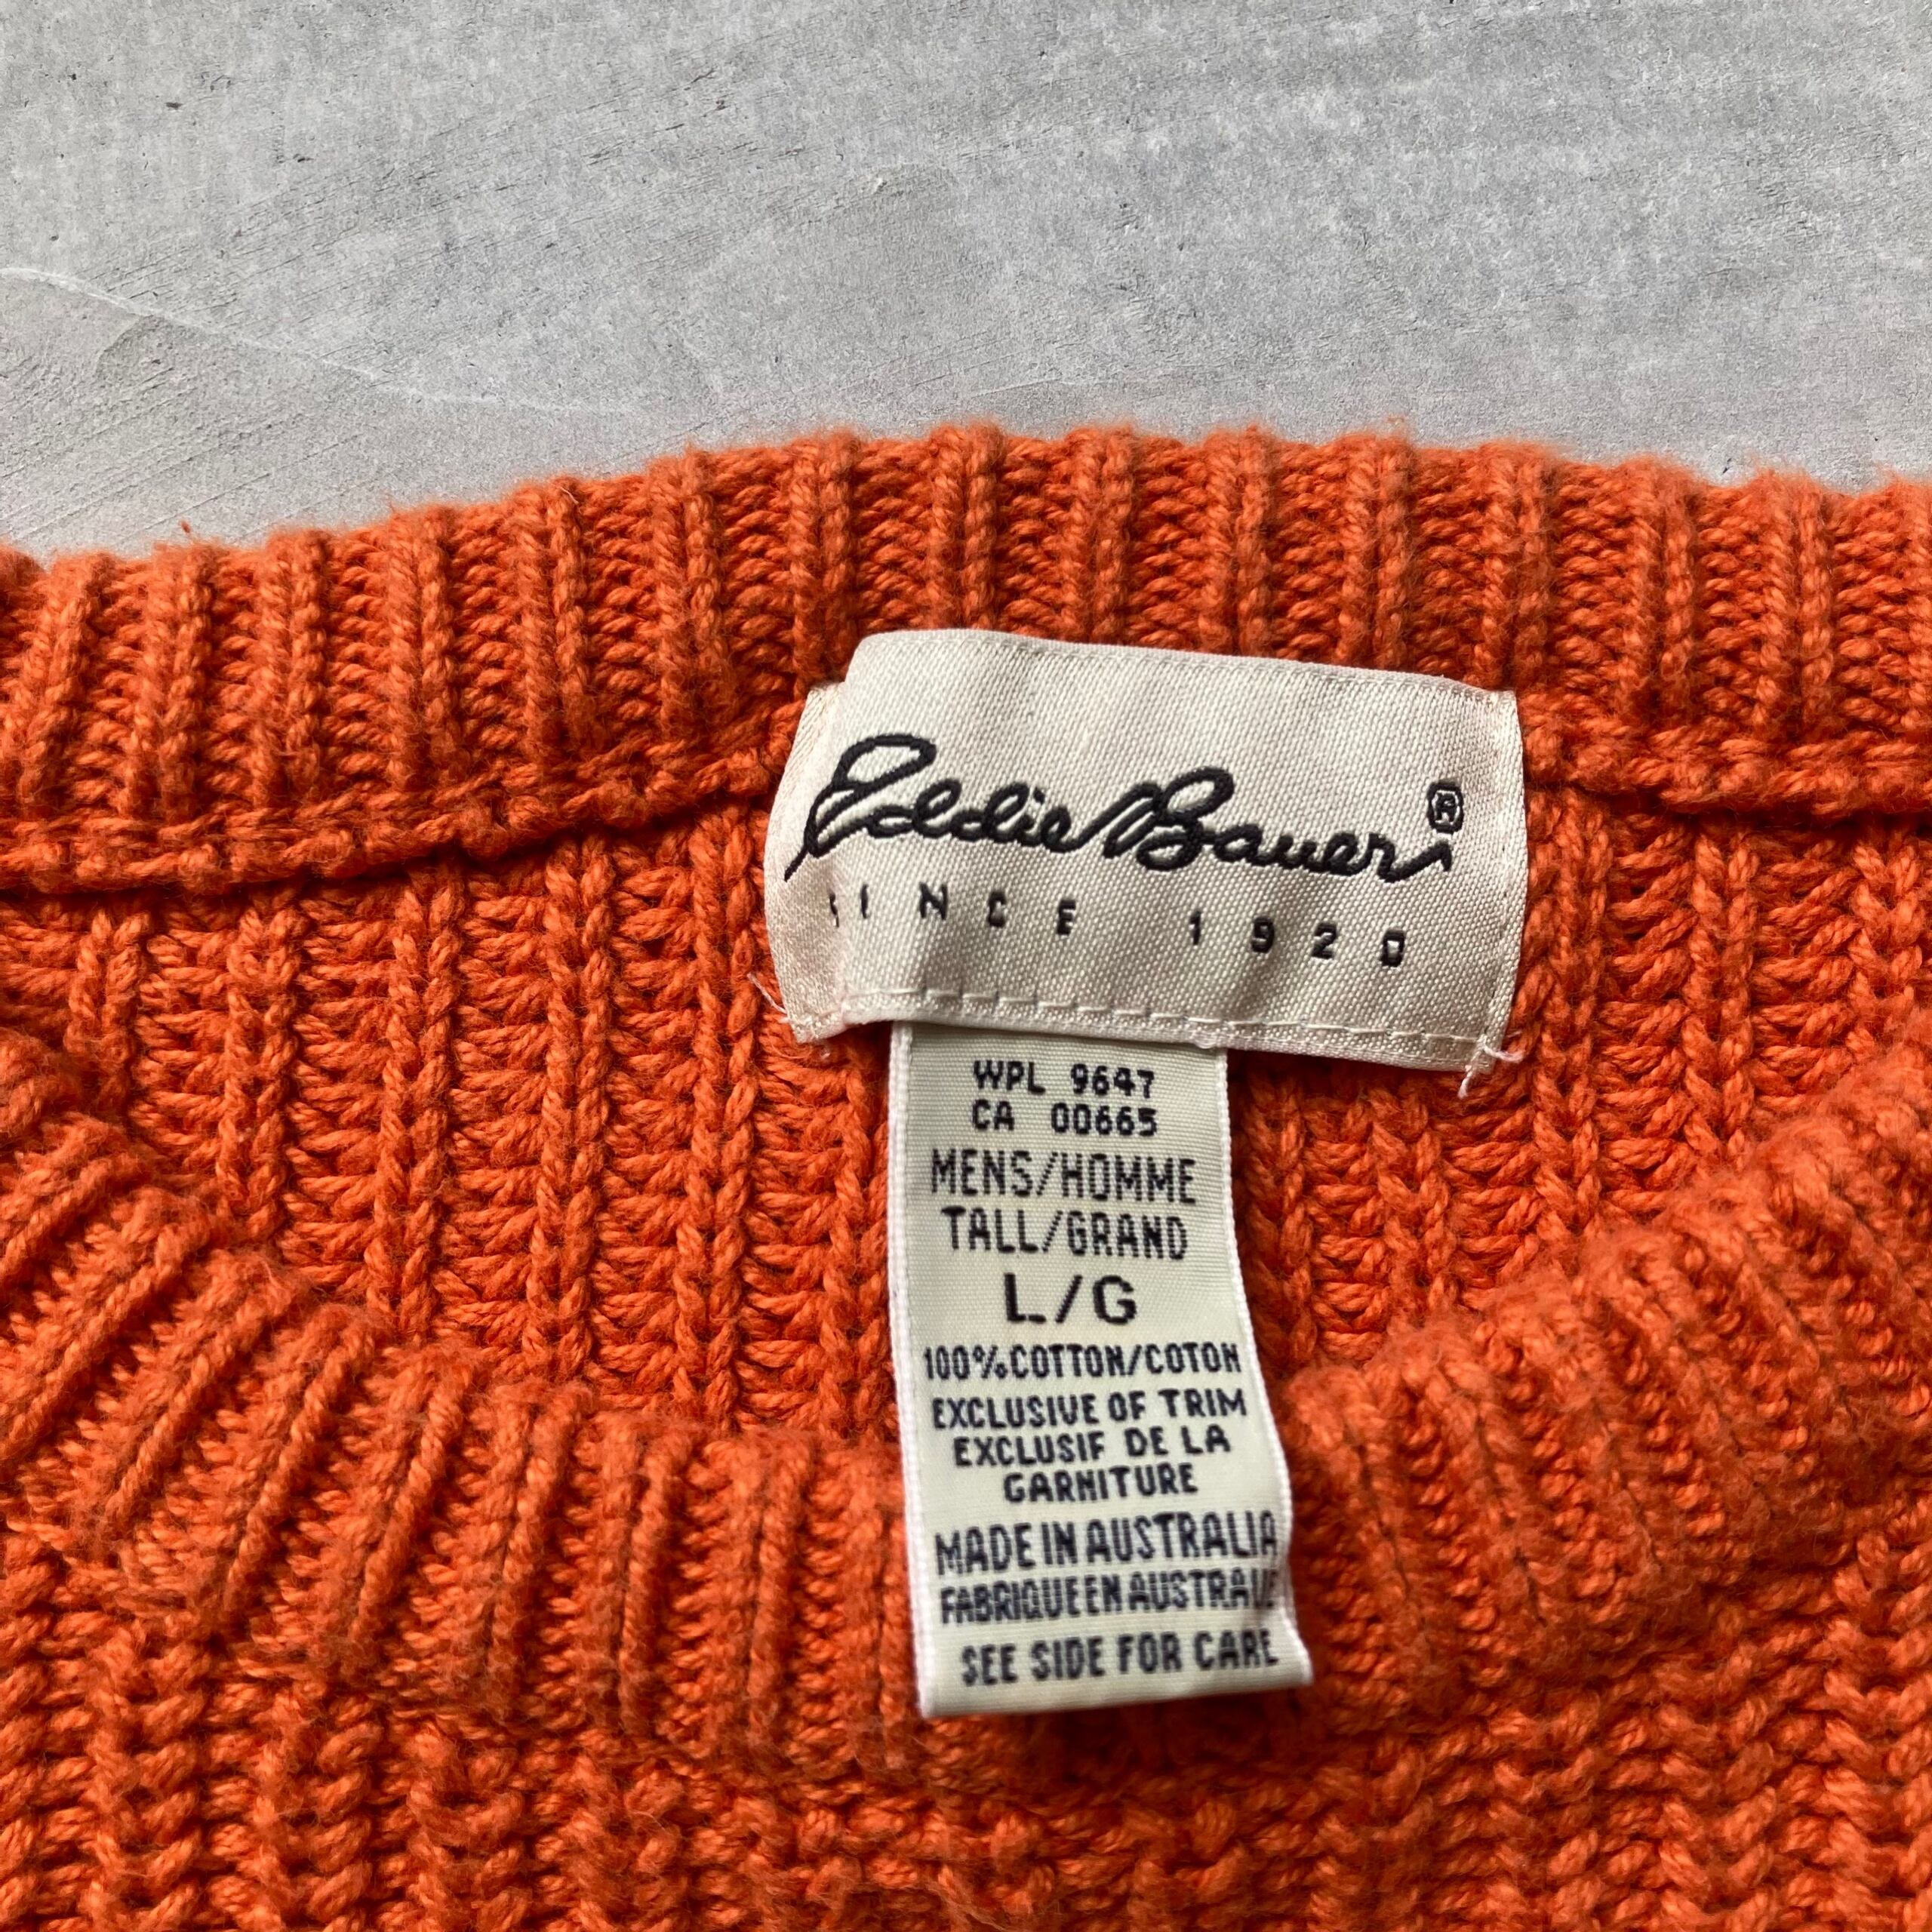 Eddie Bauer ®
SINCE 1920
WPL 9647
CA 00665
MENS/HOMME
TALL/GRAND
L/G
100%COTTON/COTON
EXCLUSIVE OF TRIM
EXCLUSIF DE LA
GARNITURE
MADE IN AUSTRALIA
FABRIQUE EN AUSTRALIE
SEE SIDE FOR CARE